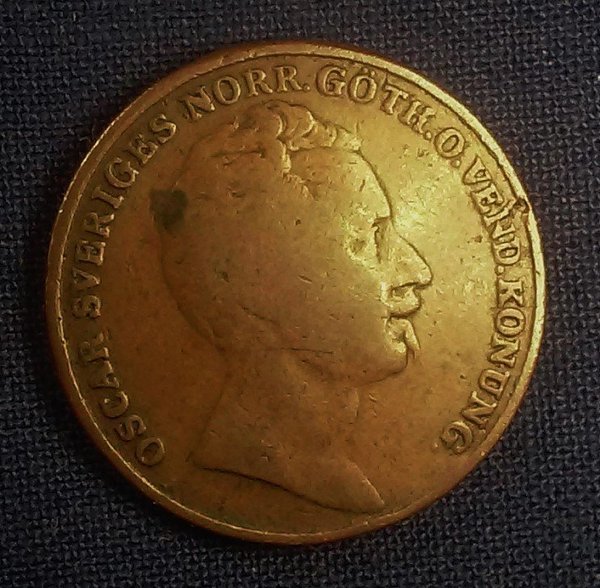 OSCAR SVERIGES NORR. GÖTH. O. VEND. KONUNG.